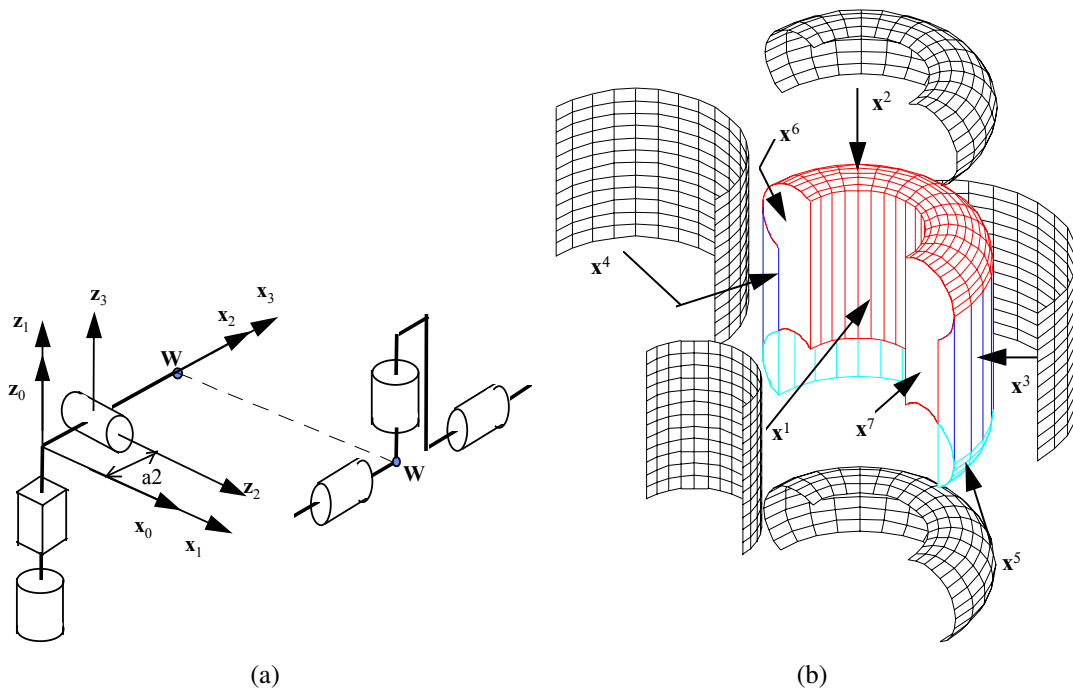 z₃
x₃
x₂
z₁
W
z₀
a2
z₂
x₀
x₁
W
(a)
x²
x⁶
x⁴
x³
x¹
x⁷
x⁵
(b)